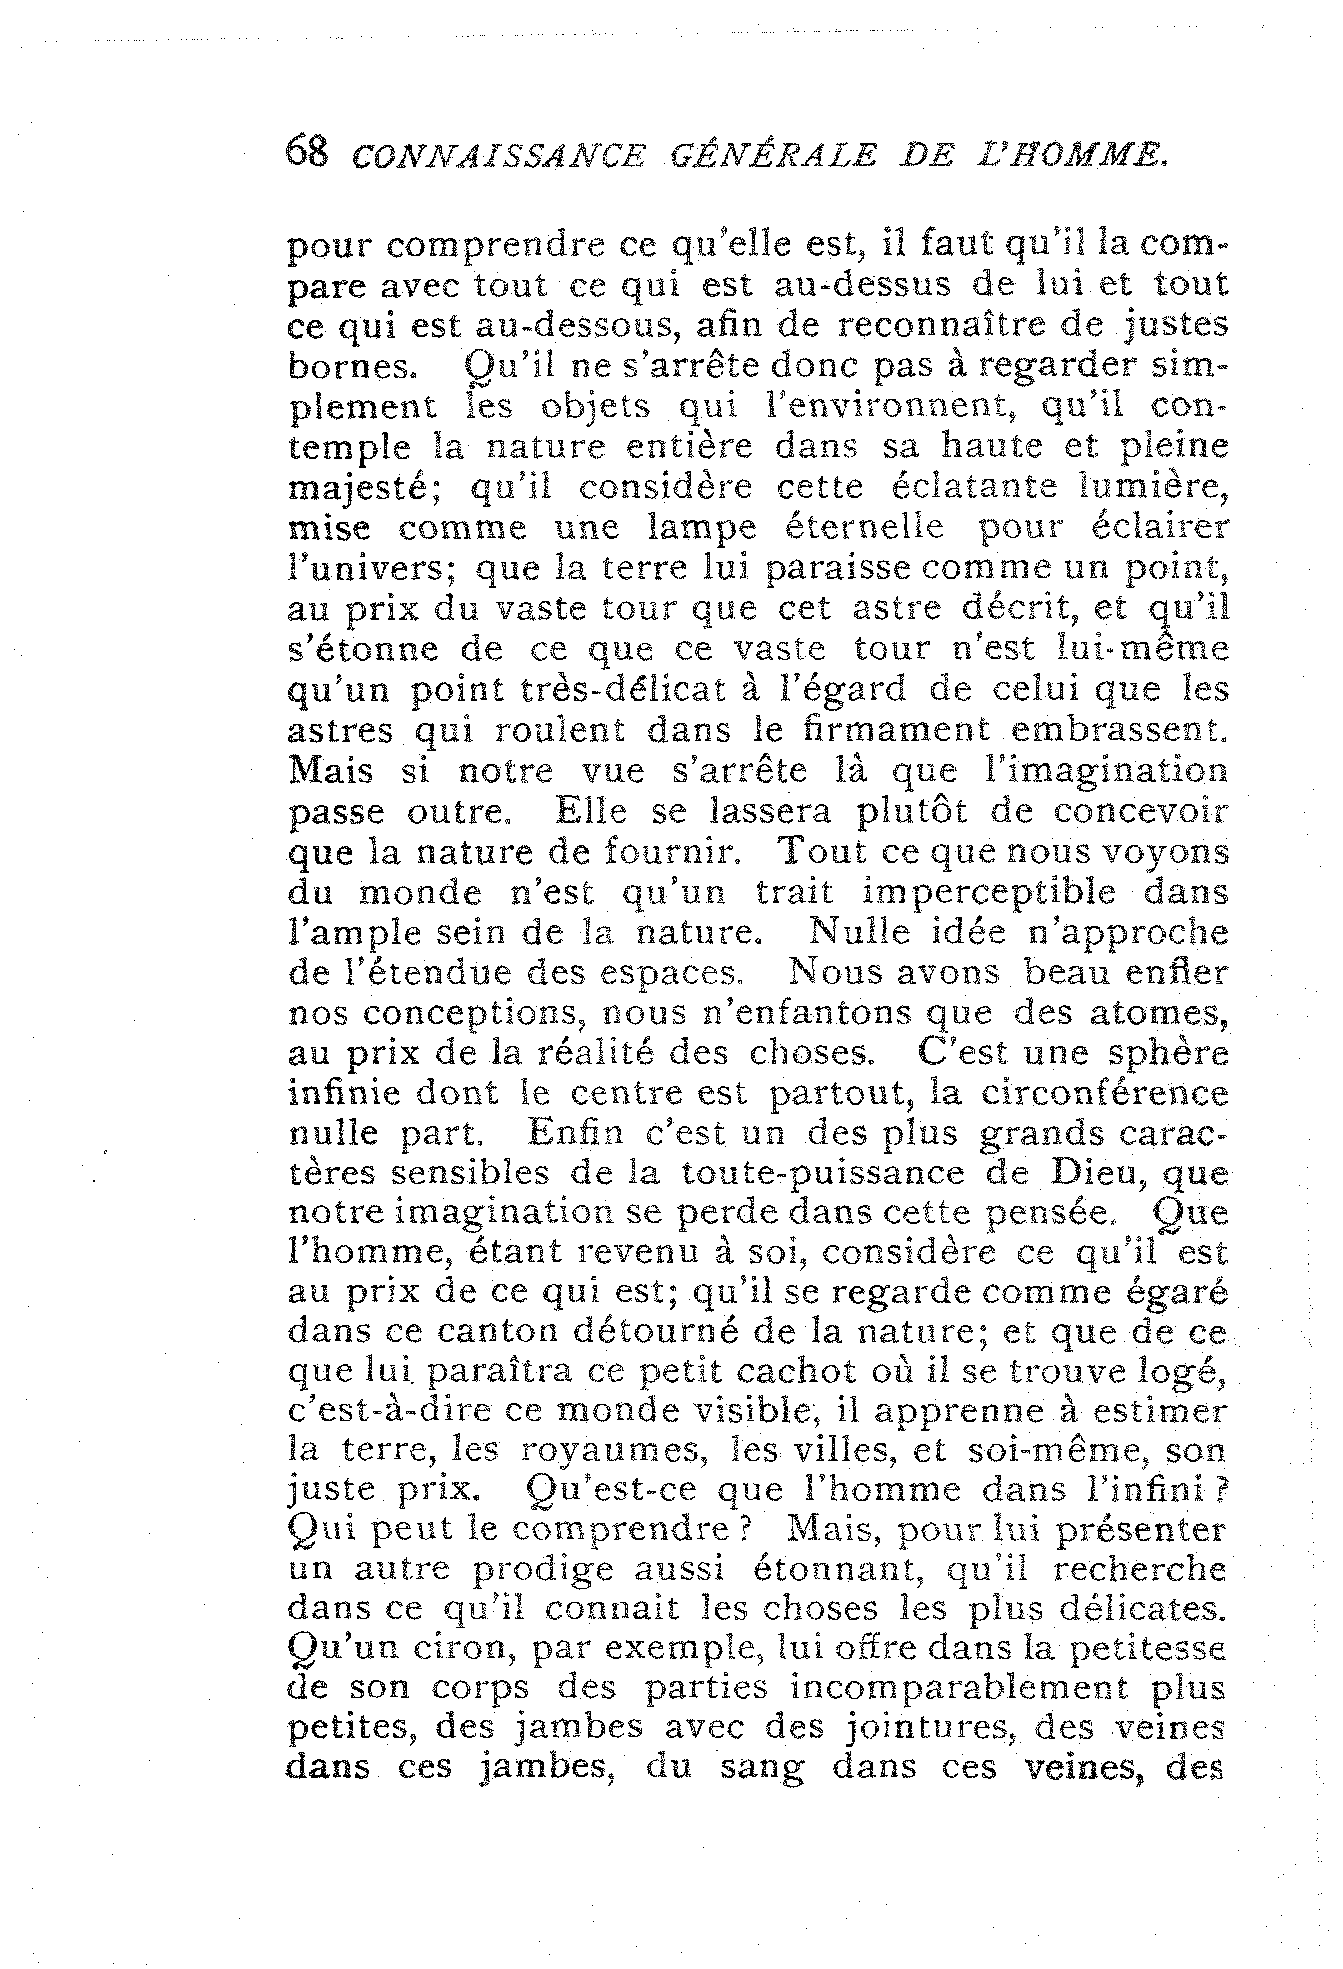 68 CONNAISSANCE GÉNÉRALE DE L'HOMME.
pour comprendre ce qu'elle est, il faut qu'il la com-
pare avec tout ce qui est au-dessus de lui et tout
ce qui est au-dessous, afin de reconnaître de justes
bornes. Qu'il ne s'arrête donc pas à regarder sim-
plement les objets qui l'environnent, qu'il con-
temple la nature entière dans sa haute et pleine
majesté; qu'il considère cette éclatante lumière,
mise comme une lampe éternelle pour éclairer
l'univers; que la terre lui paraisse comme un point,
au prix du vaste tour que cet astre décrit, et qu'il
s'étonne de ce que ce vaste tour n'est lui-même
qu'un point très-délicat à l'égard de celui que les
astres qui roulent dans le firmament embrassent.
Mais si notre vue s'arrête là que l'imagination
passe outre. Elle se lassera plutôt de concevoir
que la nature de fournir. Tout ce que nous voyons
du monde n'est qu'un trait imperceptible dans
l'ample sein de la nature. Nulle idée n'approche
de l'étendue des espaces. Nous avons beau enfler
nos conceptions, nous n'enfantons que des atomes,
au prix de la réalité des choses. C'est une sphère
infinie dont le centre est partout, la circonférence
nulle part. Enfin c'est un des plus grands carac-
tères sensibles de la toute-puissance de Dieu, que
notre imagination se perde dans cette pensée. Que
l'homme, étant revenu à soi, considère ce qu'il est
au prix de ce qui est; qu'il se regarde comme égaré
dans ce canton détourné de la nature; et que de ce
que lui paraîtra ce petit cachot où il se trouve logé,
c'est-à-dire ce monde visible, il apprenne à estimer
la terre, les royaumes, les villes, et soi-même, son
juste prix. Qu'est-ce que l'homme dans l'infini ?
Qui peut le comprendre ? Mais, pour lui présenter
un autre prodige aussi étonnant, qu'il recherche
dans ce qu'il connait les choses les plus délicates.
Qu'un ciron, par exemple, lui offre dans la petitesse
de son corps des parties incomparablement plus
petites, des jambes avec des jointures, des veines
dans ces jambes, du sang dans ces veines, des